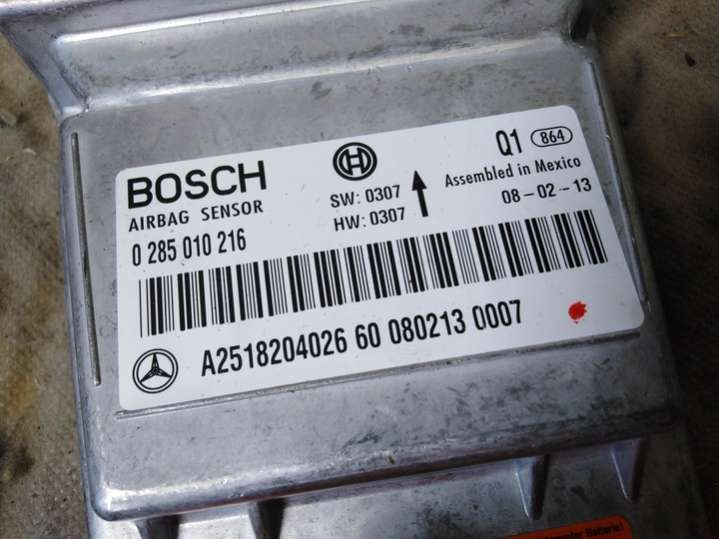 BOSCH
AIRBAG SENSOR
0 285 010 216
SW: 0307
HW: 0307
Q1 864
Assembled in Mexico
08-02-13
A2518204026 60 080213 0007
Batterie!